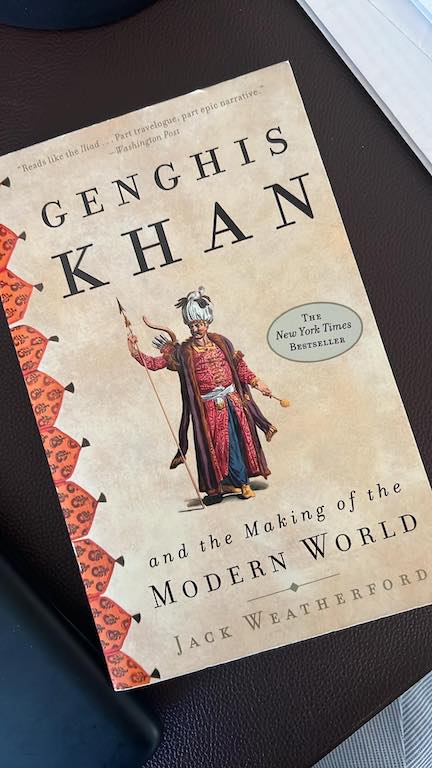 "Reads like the Iliad . . . Part travelogue, part epic narrative."
—Washington Post
GENGHIS
KHAN
THE
New York Times
BESTSELLER
and the Making of the
MODERN WORLD
JACK WEATHERFORD